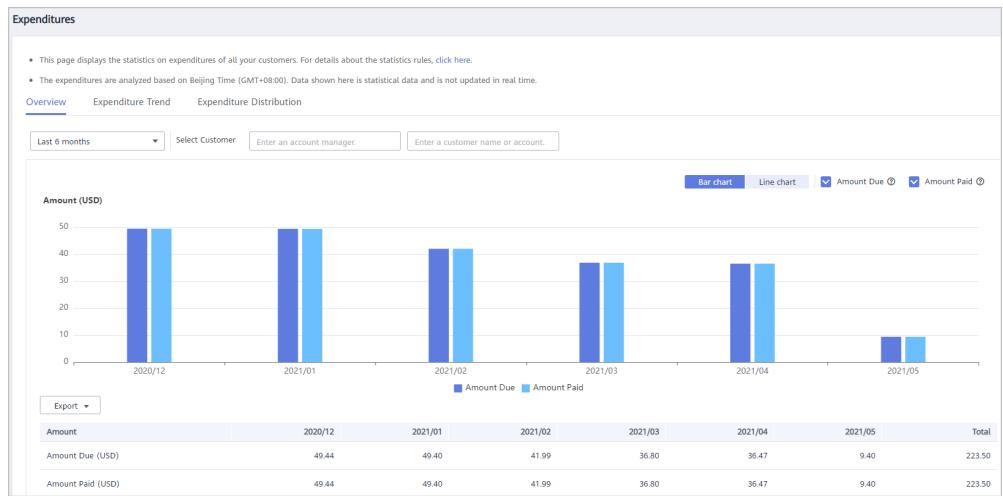 Expenditures
• This page displays the statistics on expenditures of all your customers. For details about the statistics rules, click here.
• The expenditures are analyzed based on Beijing Time (GMT+08:00). Data shown here is statistical data and is not updated in real time.
Overview Expenditure Trend Expenditure Distribution
Last 6 months Select Customer Enter an account manager. Enter a customer name or account.
Bar chart Line chart Amount Due Amount Paid
Amount (USD)
50
40
30
20
10
0
2020/12 2021/01 2021/02 2021/03 2021/04 2021/05
Amount Due Amount Paid
Export
Amount 2020/12 2021/01 2021/02 2021/03 2021/04 2021/05 Total
Amount Due (USD) 49.44 49.40 41.99 36.80 36.47 9.40 223.50
Amount Paid (USD) 49.44 49.40 41.99 36.80 36.47 9.40 223.50